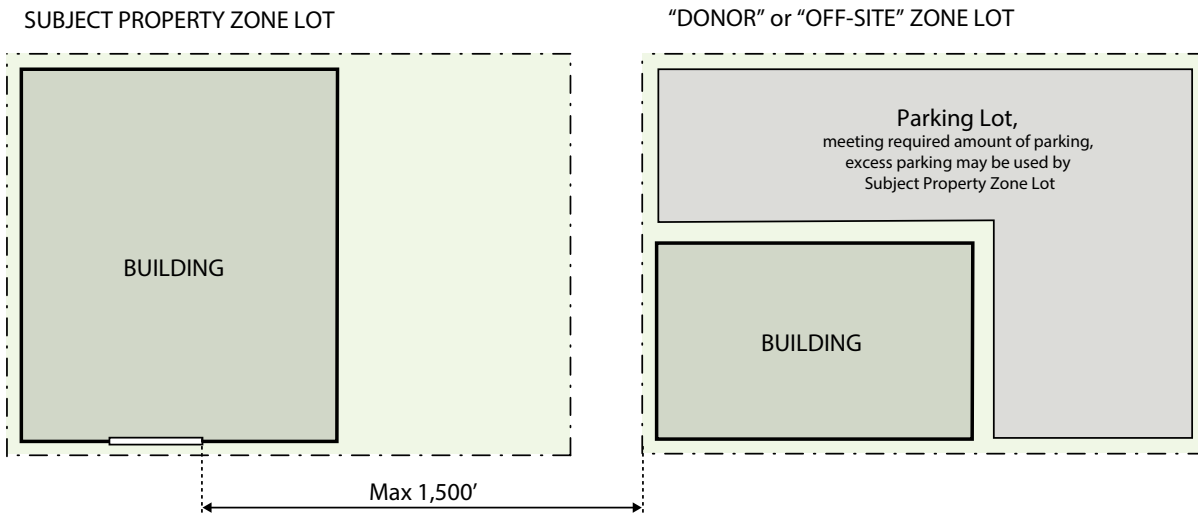 SUBJECT PROPERTY ZONE LOT
“DONOR” or “OFF-SITE” ZONE LOT
BUILDING
Parking Lot,
meeting required amount of parking,
excess parking may be used by
Subject Property Zone Lot
BUILDING
Max 1,500’